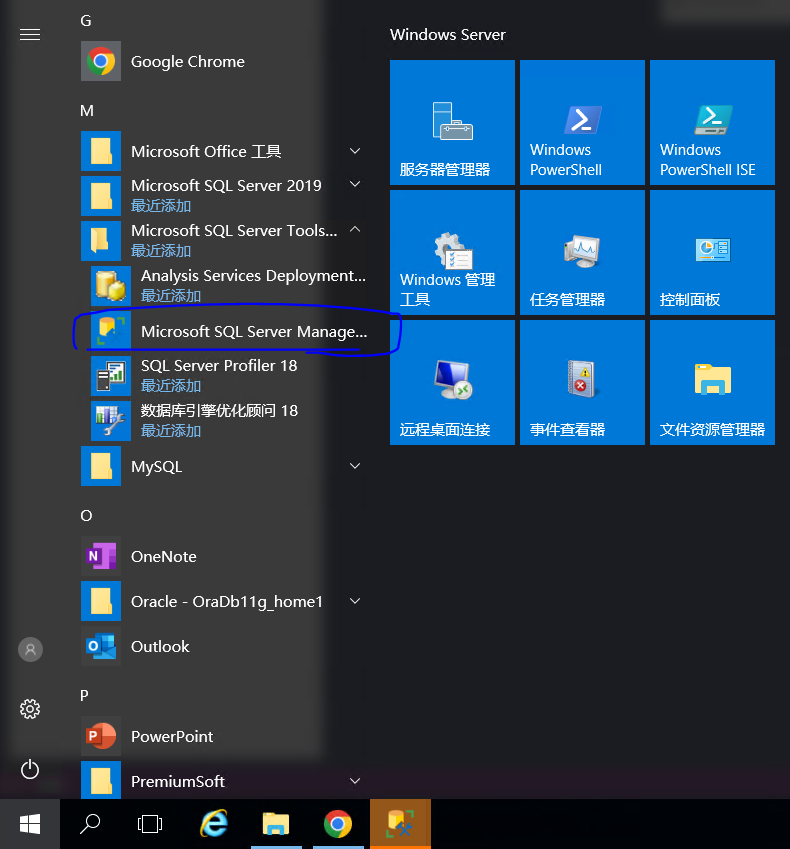 G
Google Chrome
M
Microsoft Office 工具
Microsoft SQL Server 2019
最近添加
Microsoft SQL Server Tools...
最近添加
Analysis Services Deployment...
最近添加
Microsoft SQL Server Manage...
SQL Server Profiler 18
最近添加
数据库引擎优化顾问 18
最近添加
MySQL
O
OneNote
Oracle - OraDb11g_home1
Outlook
P
PowerPoint
PremiumSoft
Windows Server
服务器管理器
Windows
PowerShell
Windows
PowerShell ISE
Windows 管理
工具
任务管理器
控制面板
远程桌面连接
事件查看器
文件资源管理器